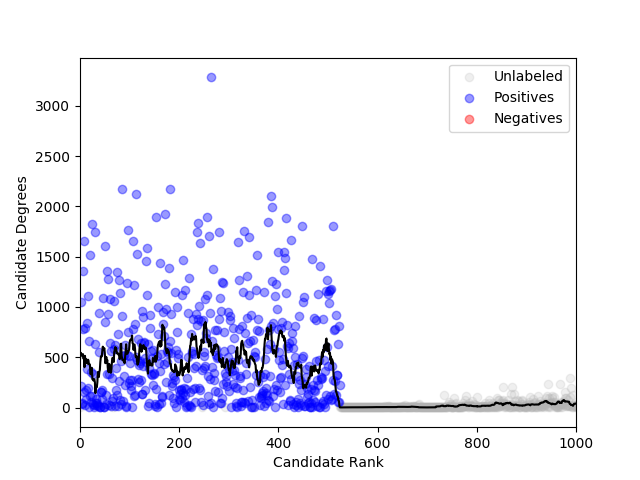 Unlabeled
Positives
Negatives
3000
2500
2000
1500
1000
500
0
Candidate Degrees
0 200 400 600 800 1000
Candidate Rank